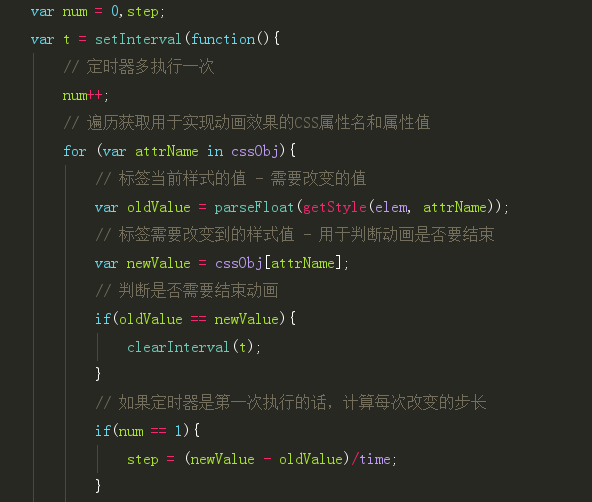 var num = 0,step;
var t = setInterval(function(){
// 定时器多执行一次
num++;
// 遍历获取用于实现动画效果的CSS属性名和属性值
for (var attrName in cssObj){
// 标签当前样式的值 - 需要改变的值
var oldValue = parseFloat(getStyle(elem, attrName));
// 标签需要改变到的样式值 - 用于判断动画是否要结束
var newValue = cssObj[attrName];
// 判断是否需要结束动画
if(oldValue == newValue){
clearInterval(t);
}
// 如果定时器是第一次执行的话，计算每次改变的步长
if(num == 1){
step = (newValue - oldValue)/time;
}